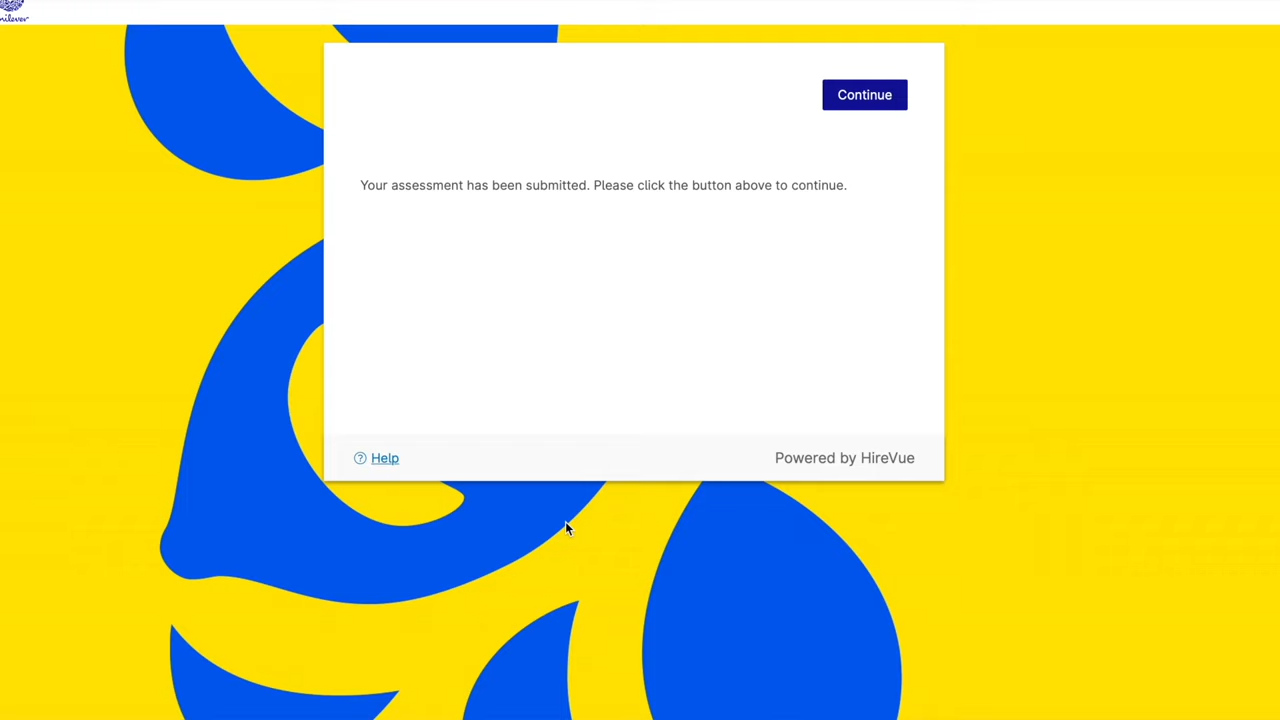 Continue
Your assessment has been submitted. Please click the button above to continue.
Help
Powered by HireVue